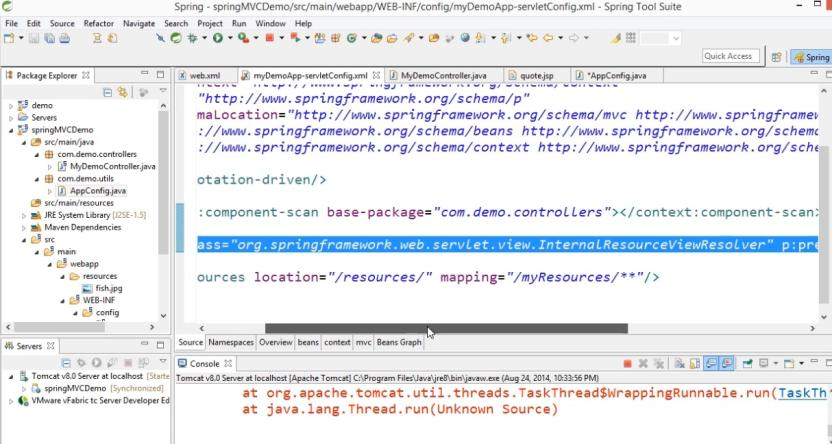 Spring - springMVCDemo/src/main/webapp/WEB-INF/config/myDemoApp-servletConfig.xml - Spring Tool Suite
File Edit Source Refactor Navigate Search Project Run Window Help
Quick Access
Spring
Package Explorer
web.xml
myDemoApp-servletConfig.xml
MyDemoController.java
quote.jsp
*AppConfig.java
demo
Servers
springMVCDemo
src/main/java
com.demo.controllers
MyDemoController.java
com.demo.utils
AppConfig.java
src/main/resources
JRE System Library [J2SE-1.5]
Maven Dependencies
src
main
webapp
resources
fish.jpg
WEB-INF
config
"http://www.springframework.org/schema/p"
maLocation="http://www.springframework.org/schema/mvc http://www.springframew
://www.springframework.org/schema/beans http://www.springframework.org/schema
://www.springframework.org/schema/context http://www.springframework.org/sche
otation-driven/>
:component-scan base-package="com.demo.controllers"></context:component-scan>
ass="org.springframework.web.servlet.view.InternalResourceViewResolver" p:pre
ources location="/resources/" mapping="/myResources/**"/>
Source Namespaces Overview beans context mvc Beans Graph
Servers
Tomcat v8.0 Server at localhost [Starte
springMVCDemo [Synchronized]
VMware vFabric tc Server Developer Ed
Console
Tomcat v8.0 Server at localhost [Apache Tomcat] C:\Program Files\Java\jre8\bin\javaw.exe (Aug 24, 2014, 10:33:56 PM)
at org.apache.tomcat.util.threads.TaskThread$WrappingRunnable.run(TaskTh
at java.lang.Thread.run(Unknown Source)